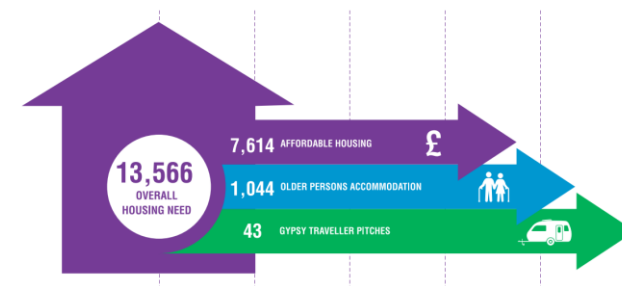 13,566
OVERALL
HOUSING NEED
7,614 AFFORDABLE HOUSING £
1,044 OLDER PERSONS ACCOMMODATION
43 GYPSY TRAVELLER PITCHES